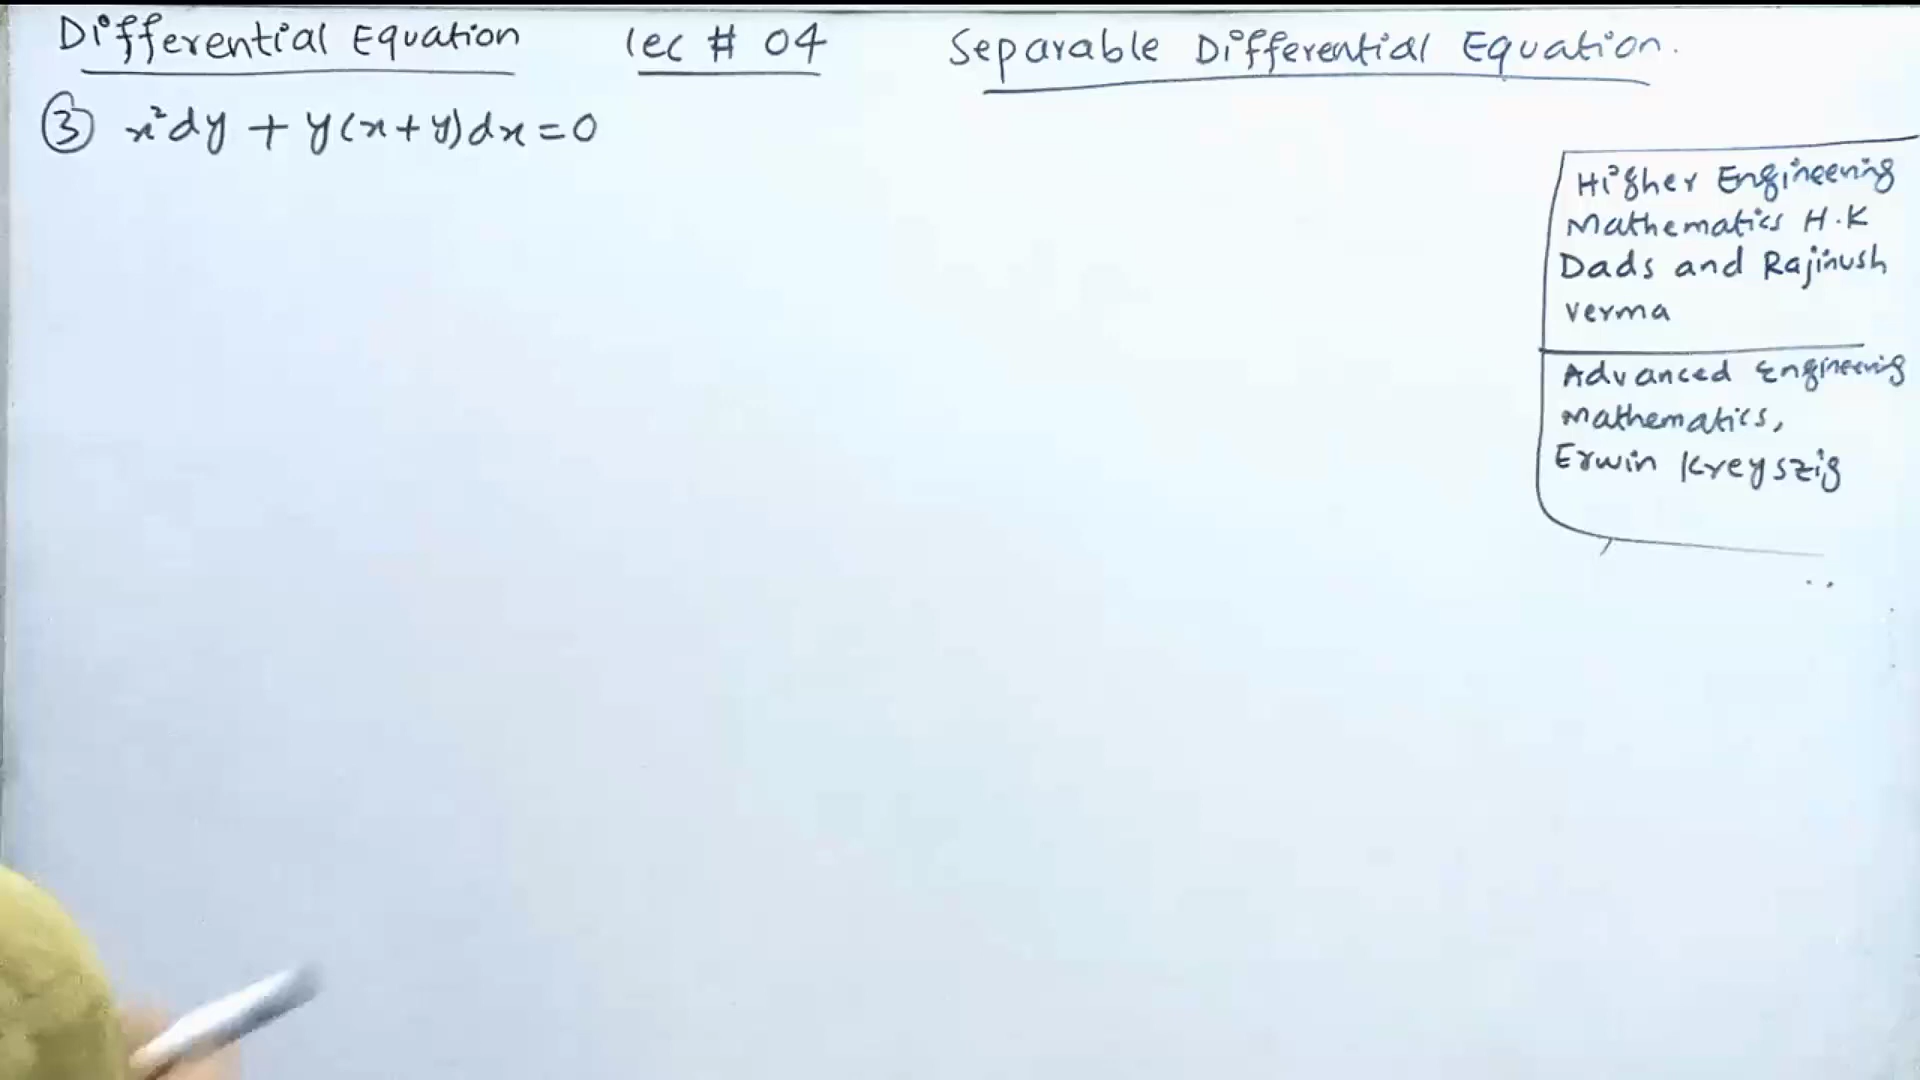 Differential Equation lec # 04 Separable Differential Equation.
③ x²dy + y(x+y)dx=0
Higher Engineering
Mathematics H.K
Dads and Rajinush
verma
Advanced Engineering
Mathematics,
Erwin Kreyszig